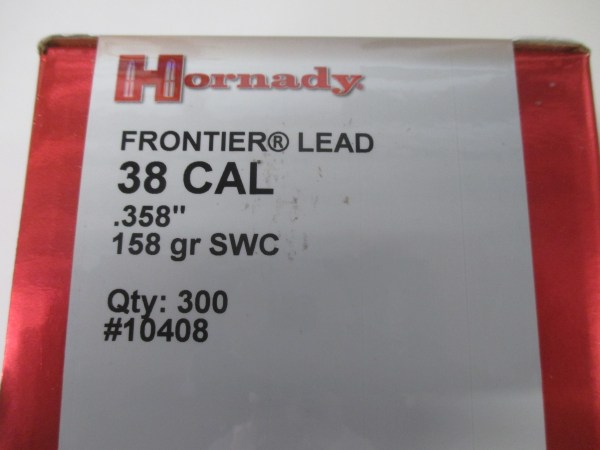 Hornady
FRONTIER® LEAD
38 CAL
.358"
158 gr SWC
Qty: 300
#10408